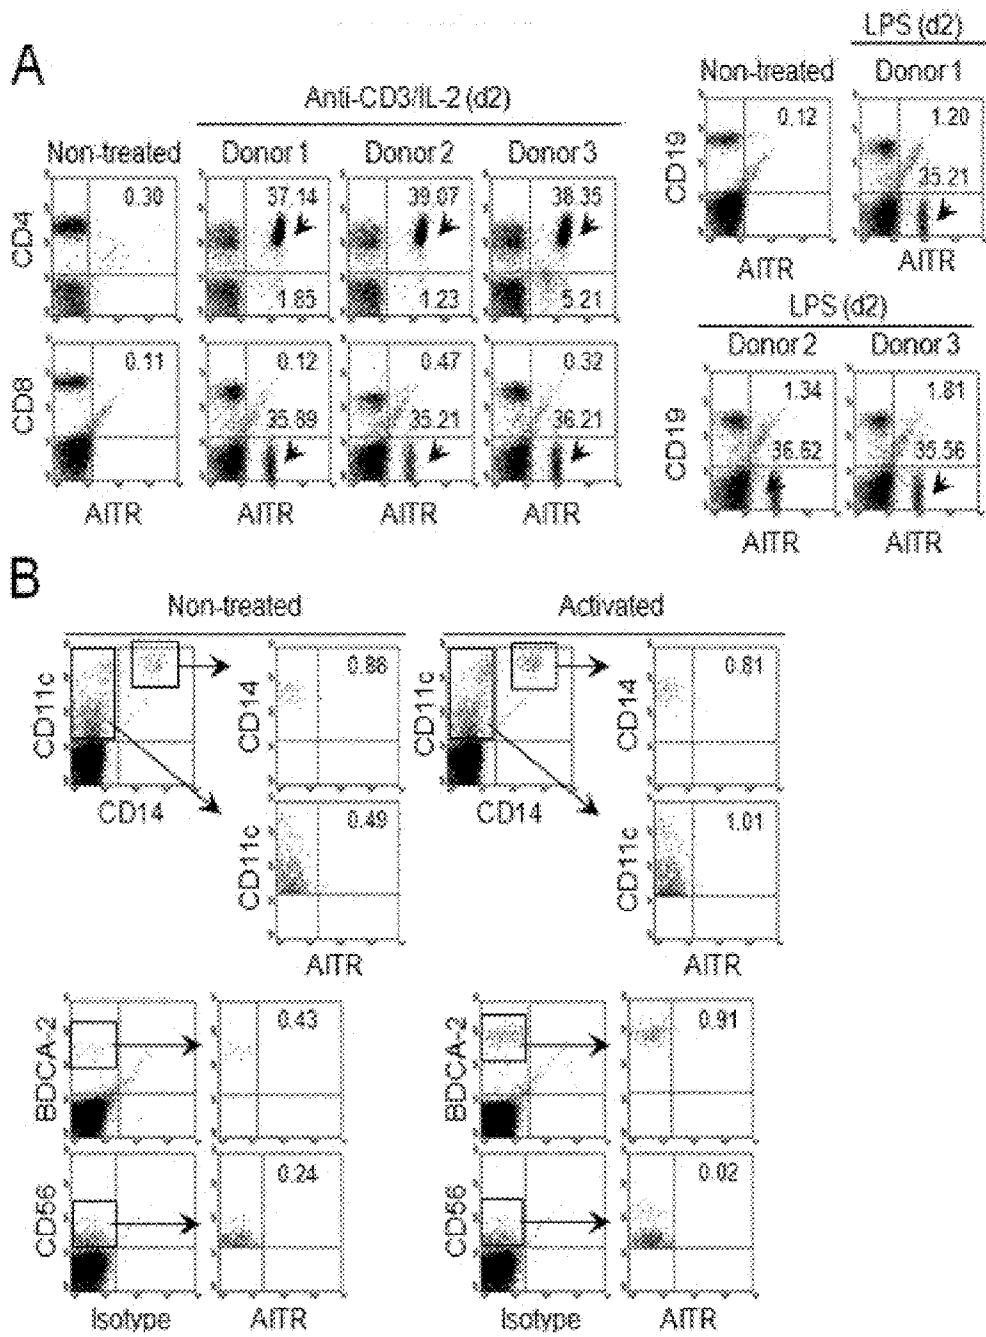 A
Anti-CD3/IL-2 (d2)
Non-treated Donor 1 Donor 2 Donor 3
CD4 0.30 37.14 39.07 38.35
1.85 1.23 5.21
CD8 0.11 0.12 0.47 0.32
35.89 35.21 36.21
AITR AITR AITR AITR
LPS (d2)
Non-treated Donor 1
CD19 0.12 1.20
35.21
AITR AITR
LPS (d2)
Donor 2 Donor 3
CD19 1.34 1.81
36.62 35.56
AITR AITR
B
Non-treated Activated
CD11c CD14 0.86 CD11c CD14 0.81
CD14 CD14
CD11c 0.49 CD11c 1.01
AITR AITR
BDCA-2 0.43 BDCA-2 0.91
CD56 0.24 CD56 0.02
Isotype AITR Isotype AITR